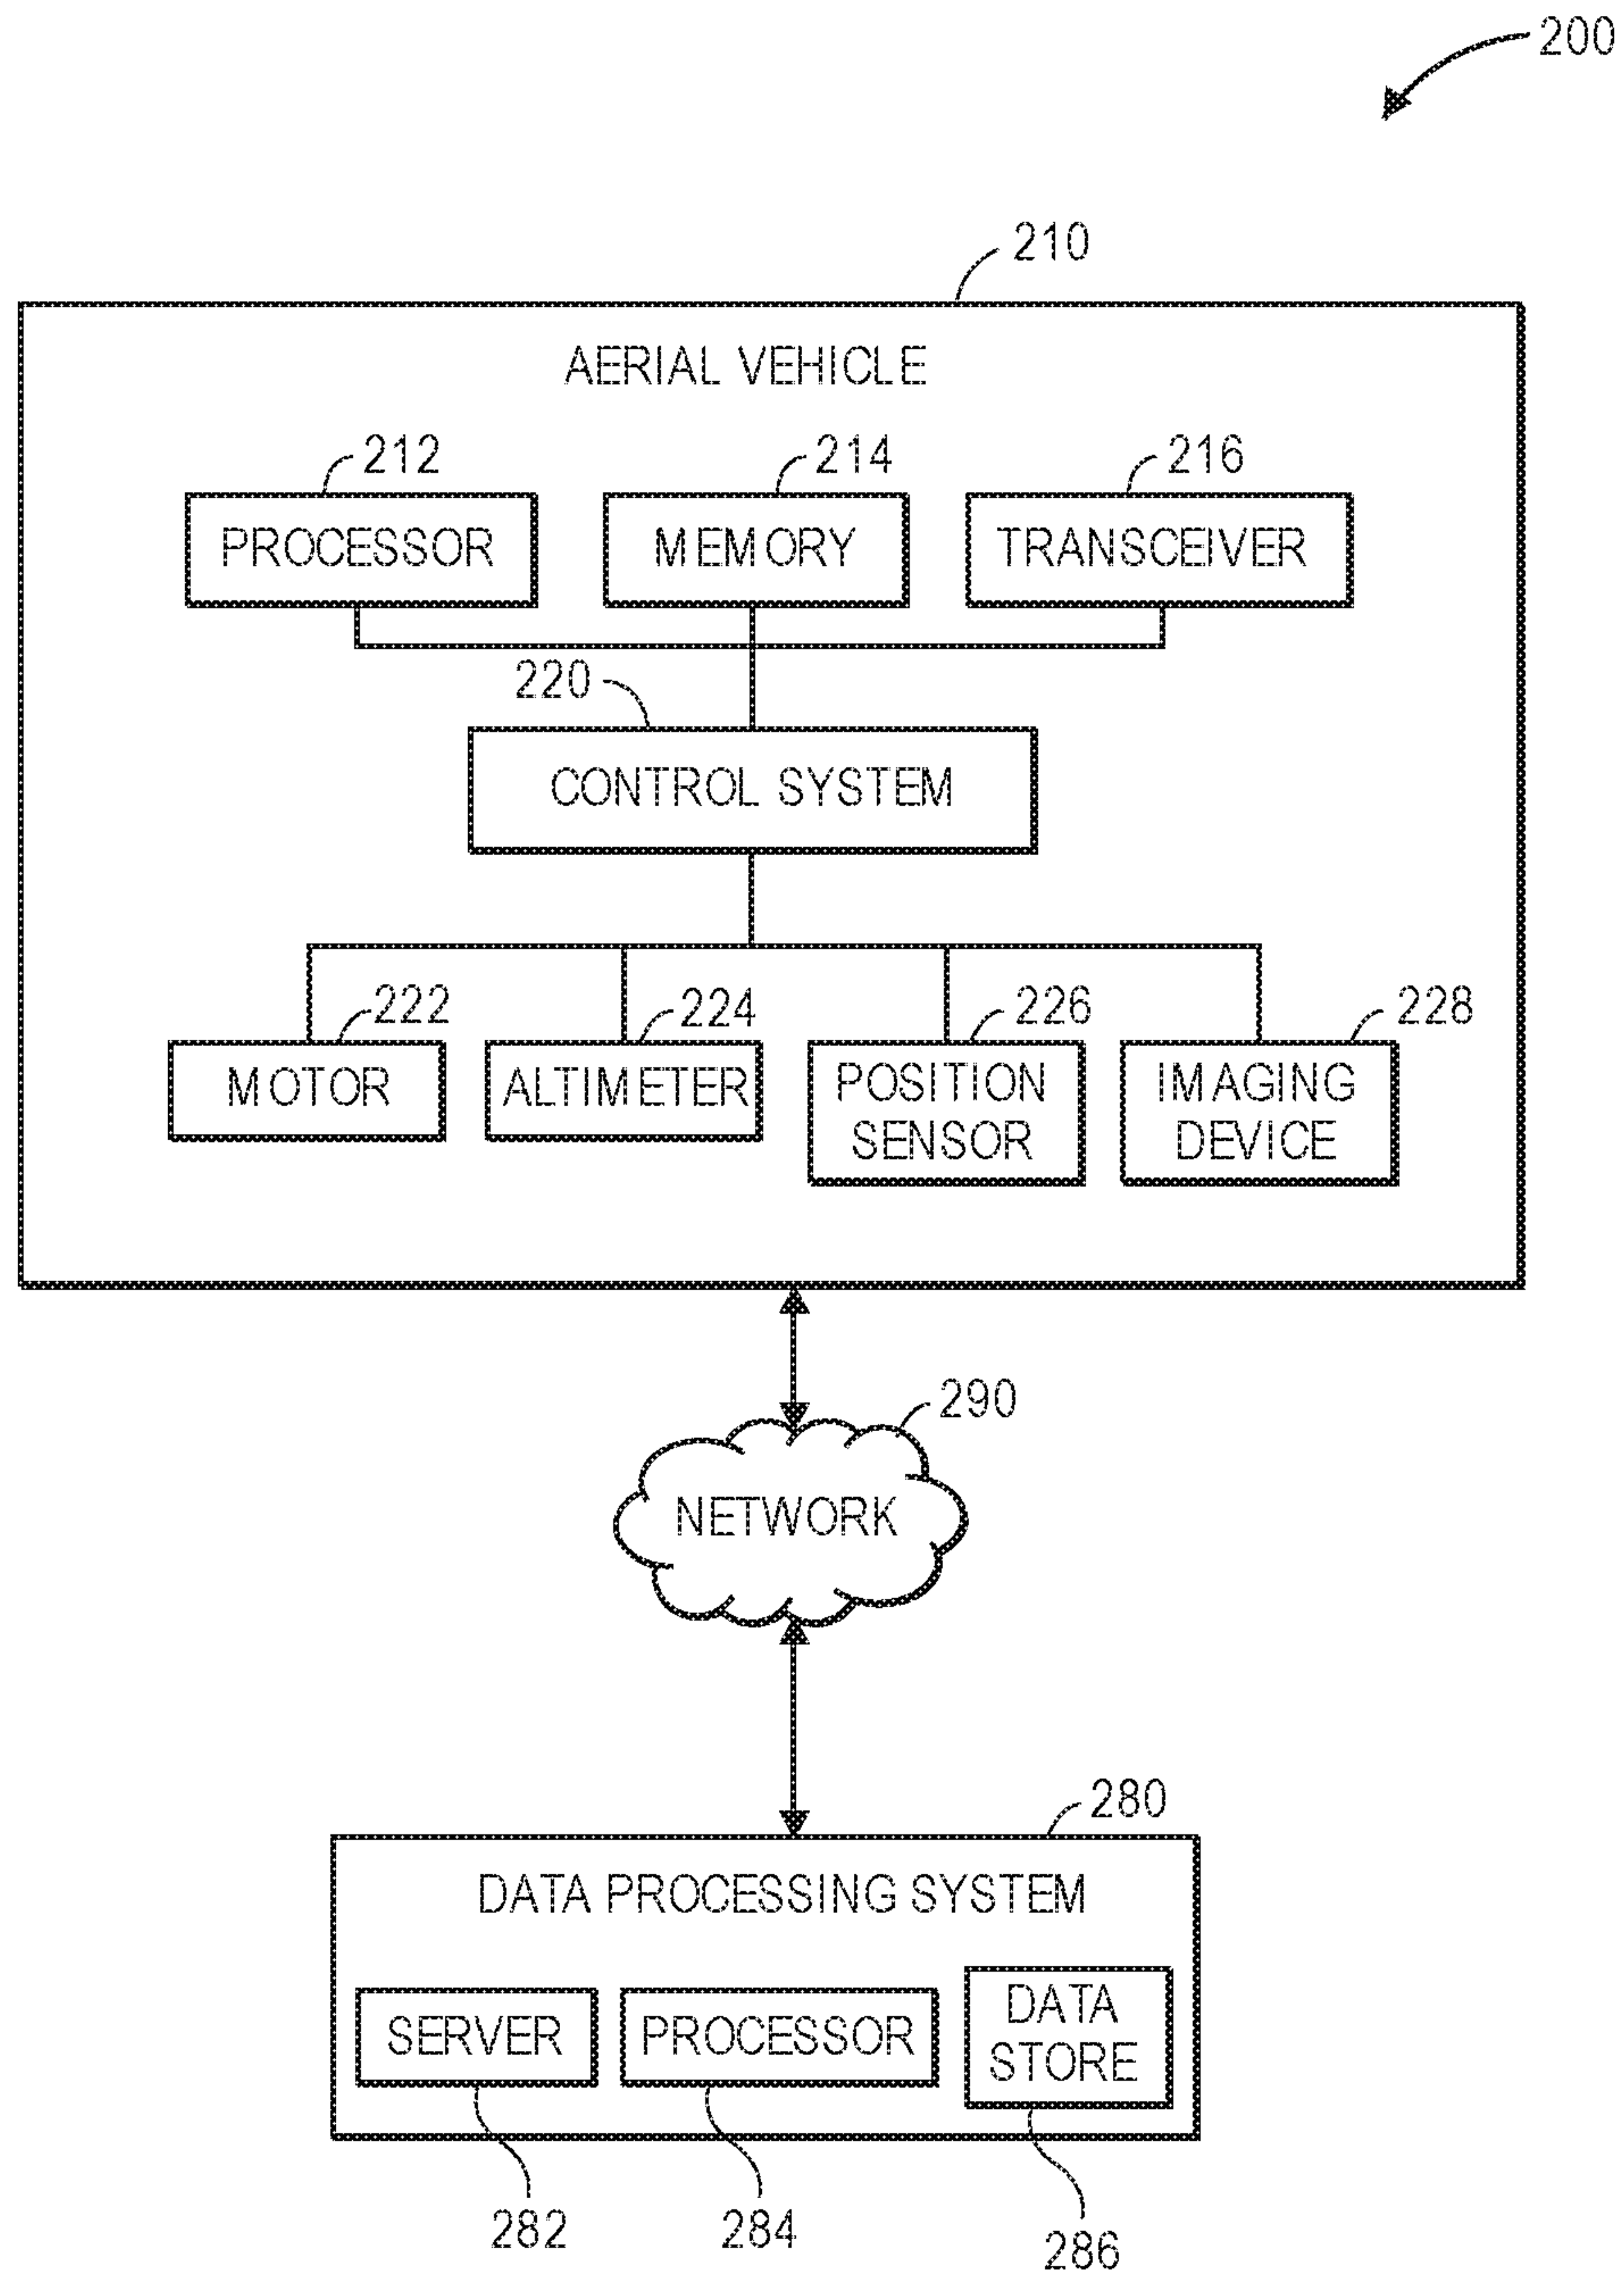 200
210
AERIAL VEHICLE
212
214
216
PROCESSOR
MEMORY
TRANSCEIVER
220
CONTROL SYSTEM
222
224
226
228
MOTOR
ALTIMETER
POSITION
SENSOR
IMAGING
DEVICE
290
NETWORK
280
DATA PROCESSING SYSTEM
SERVER
PROCESSOR
DATA
STORE
282
284
286